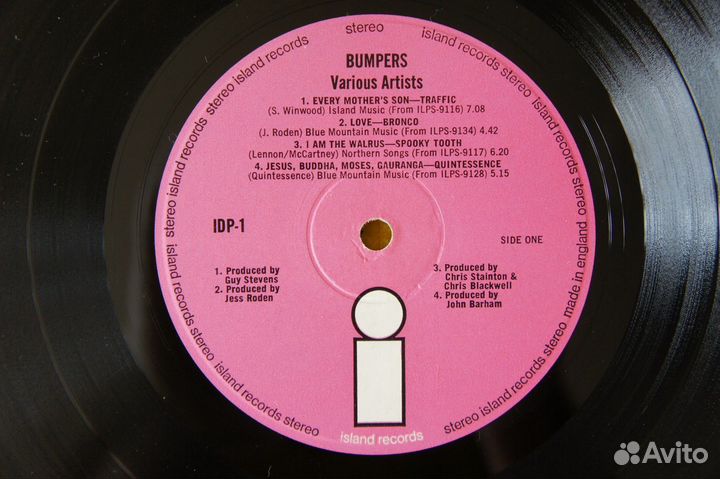 stereo island records stereo island records stereo island records stereo
BUMPERS
Various Artists
1. EVERY MOTHER'S SON—TRAFFIC
(S. Winwood) Island Music (From ILPS-9116) 7.08
2. LOVE—BRONCO
(J. Roden) Blue Mountain Music (From ILPS-9134) 4.42
3. I AM THE WALRUS—SPOOKY TOOTH
(Lennon/McCartney) Northern Songs (From ILPS-9117) 6.20
4. JESUS, BUDDHA, MOSES, GAURANGA—QUINTESSENCE
(Quintessence) Blue Mountain Music (From ILPS-9128) 5.15
IDP-1
SIDE ONE
1. Produced by
Guy Stevens
2. Produced by
Jess Roden
3. Produced by
Chris Stainton &
Chris Blackwell
4. Produced by
John Barham
made in england
island records stereo
island records stereo
island records
stereo island records stereo
i
Avito